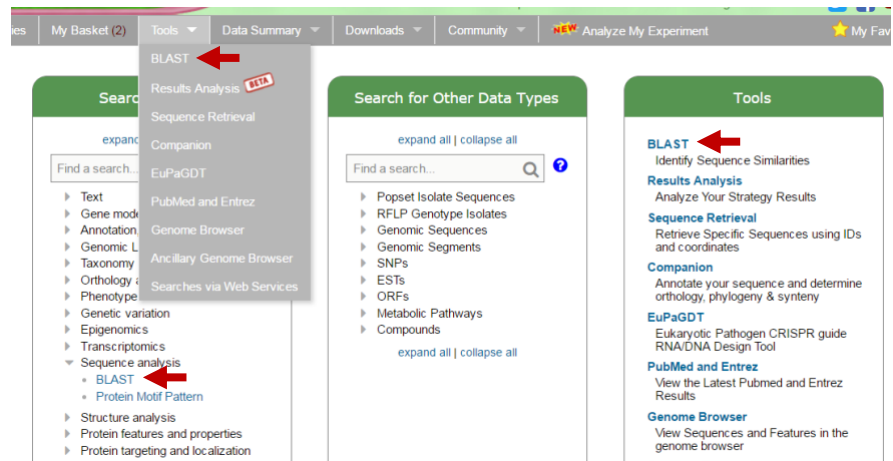 My Basket (2) Tools Data Summary Downloads Community NEW Analyze My Experiment My Fav
BLAST
Results Analysis BETA
Sequence Retrieval
Companion
EuPaGDT
PubMed and Entrez
Genome Browser
Ancillary Genome Browser
Searches via Web Services
expand
Find a search...
Text
Gene mode
Annotation
Genomic L
Taxonomy
Orthology
Phenotype
Genetic variation
Epigenomics
Transcriptomics
Sequence analysis
BLAST
Protein Motif Pattern
Structure analysis
Protein features and properties
Protein targeting and localization
Search for Other Data Types
expand all | collapse all
Find a search...
Popset Isolate Sequences
RFLP Genotype Isolates
Genomic Sequences
Genomic Segments
SNPs
ESTs
ORFs
Metabolic Pathways
Compounds
expand all | collapse all
Tools
BLAST
Identify Sequence Similarities
Results Analysis
Analyze Your Strategy Results
Sequence Retrieval
Retrieve Specific Sequences using IDs
and coordinates
Companion
Annotate your sequence and determine
orthology, phylogeny & synteny
EuPaGDT
Eukaryotic Pathogen CRISPR guide
RNA/DNA Design Tool
PubMed and Entrez
View the Latest Pubmed and Entrez
Results
Genome Browser
View Sequences and Features in the
genome browser